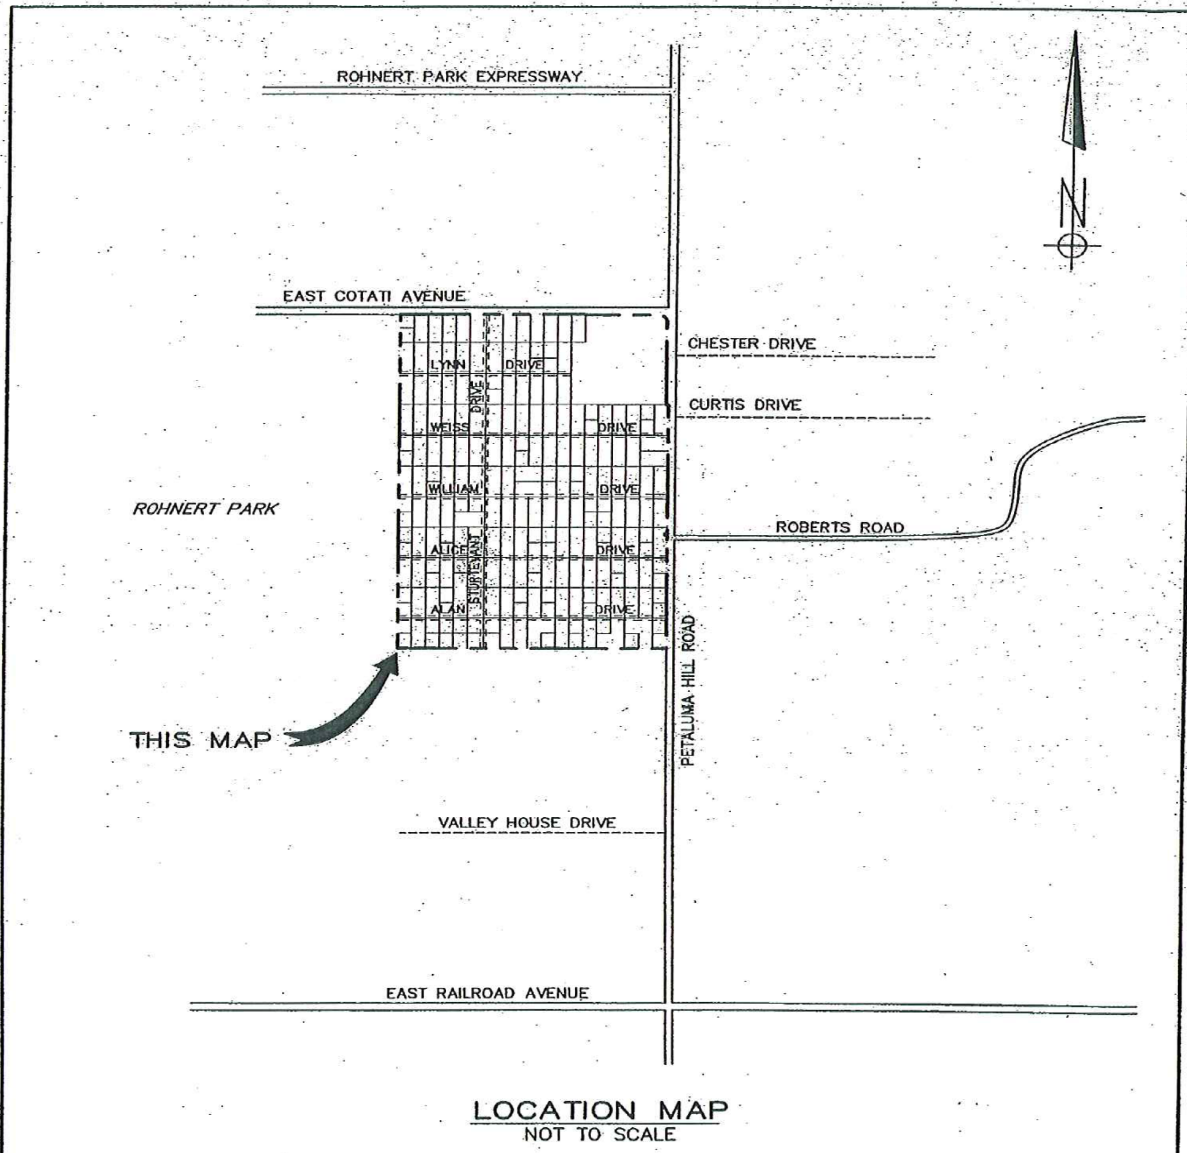 ROHNERT PARK EXPRESSWAY
N
EAST COTATI AVENUE
CHESTER DRIVE
LYNN DRIVE
CURTIS DRIVE
WEISS DRIVE
WILLIAM DRIVE
ROHNERT PARK
ROBERTS ROAD
ALICE DRIVE
STURTEVANT DRIVE
ALAN DRIVE
PETALUMA HILL ROAD
THIS MAP
VALLEY HOUSE DRIVE
EAST RAILROAD AVENUE
LOCATION MAP
NOT TO SCALE